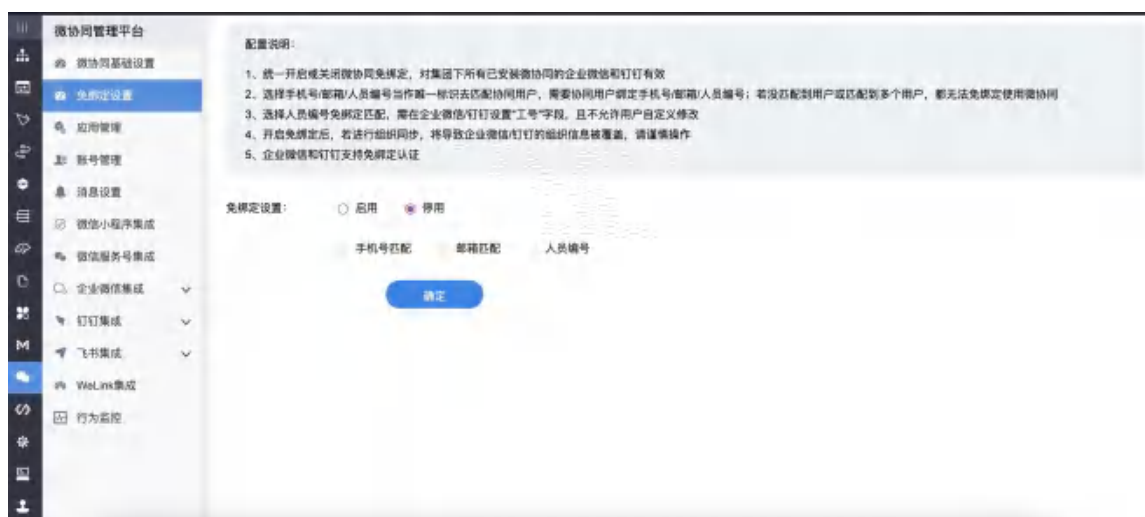 微协同管理平台
微协同基础设置
免绑定设置
应用管理
账号管理
消息设置
微信小程序集成
微信服务号集成
企业微信集成
钉钉集成
飞书集成
WeLink集成
行为监控
配置说明：
1、统一开启或关闭微协同免绑定，对集团下所有已安装微协同的企业微信和钉钉有效
2、选择手机号/邮箱/人员编号当作唯一标识去匹配协同用户，需要协同用户绑定手机号/邮箱/人员编号；若没匹配到用户或匹配到多个用户，都无法免绑定使用微协同
3、选择人员编号免绑定匹配，需在企业微信/钉钉设置"工号"字段，且不允许用户自定义修改
4、开启免绑定后，若进行组织同步，将导致企业微信/钉钉的组织信息被覆盖，请谨慎操作
5、企业微信和钉钉支持免绑定认证
免绑定设置： 启用 停用
手机号匹配 邮箱匹配 人员编号
确定